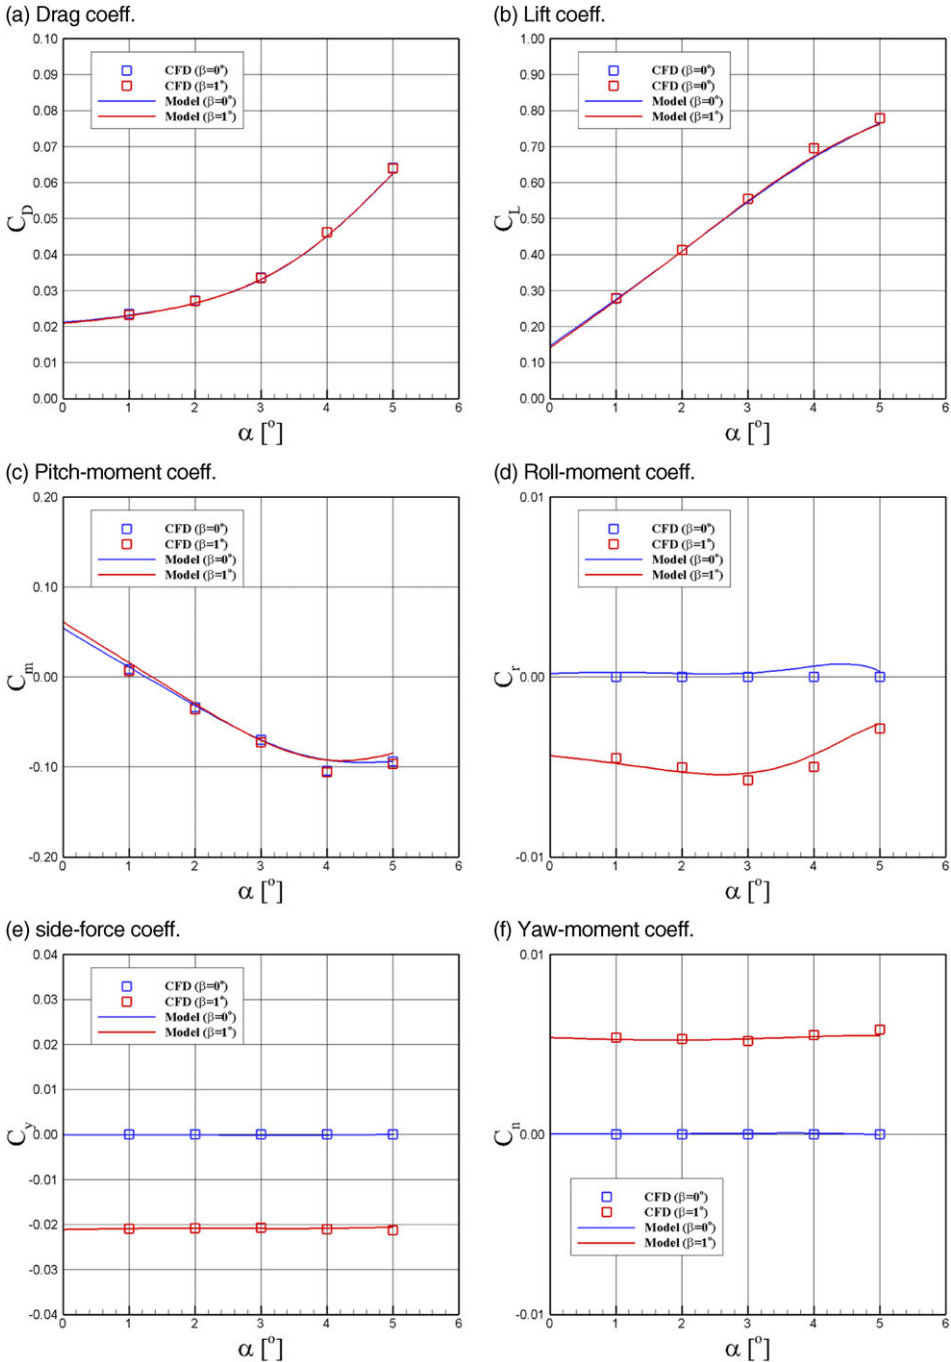 (a) Drag coeff.
0.10
0.09
0.08
0.07
0.06
0.05
0.04
0.03
0.02
0.01
0.00
C_D
CFD (β=0°)
CFD (β=1°)
Model (β=0°)
Model (β=1°)
0 1 2 3 4 5 6
α [°]
(b) Lift coeff.
1.00
0.90
0.80
0.70
0.60
0.50
0.40
0.30
0.20
0.10
0.00
C_L
CFD (β=0°)
CFD (β=0°)
Model (β=0°)
Model (β=1°)
0 1 2 3 4 5 6
α [°]
(c) Pitch-moment coeff.
0.20
0.10
0.00
-0.10
-0.20
C_m
CFD (β=0°)
CFD (β=1°)
Model (β=0°)
Model (β=1°)
0 1 2 3 4 5 6
α [°]
(d) Roll-moment coeff.
0.01
0.00
-0.01
C_r
CFD (β=0°)
CFD (β=1°)
Model (β=0°)
Model (β=1°)
0 1 2 3 4 5 6
α [°]
(e) side-force coeff.
0.04
0.03
0.02
0.01
0.00
-0.01
-0.02
-0.03
-0.04
C_y
CFD (β=0°)
CFD (β=1°)
Model (β=0°)
Model (β=1°)
0 1 2 3 4 5 6
α [°]
(f) Yaw-moment coeff.
0.01
0.00
-0.01
C_n
CFD (β=0°)
CFD (β=1°)
Model (β=0°)
Model (β=1°)
0 1 2 3 4 5 6
α [°]